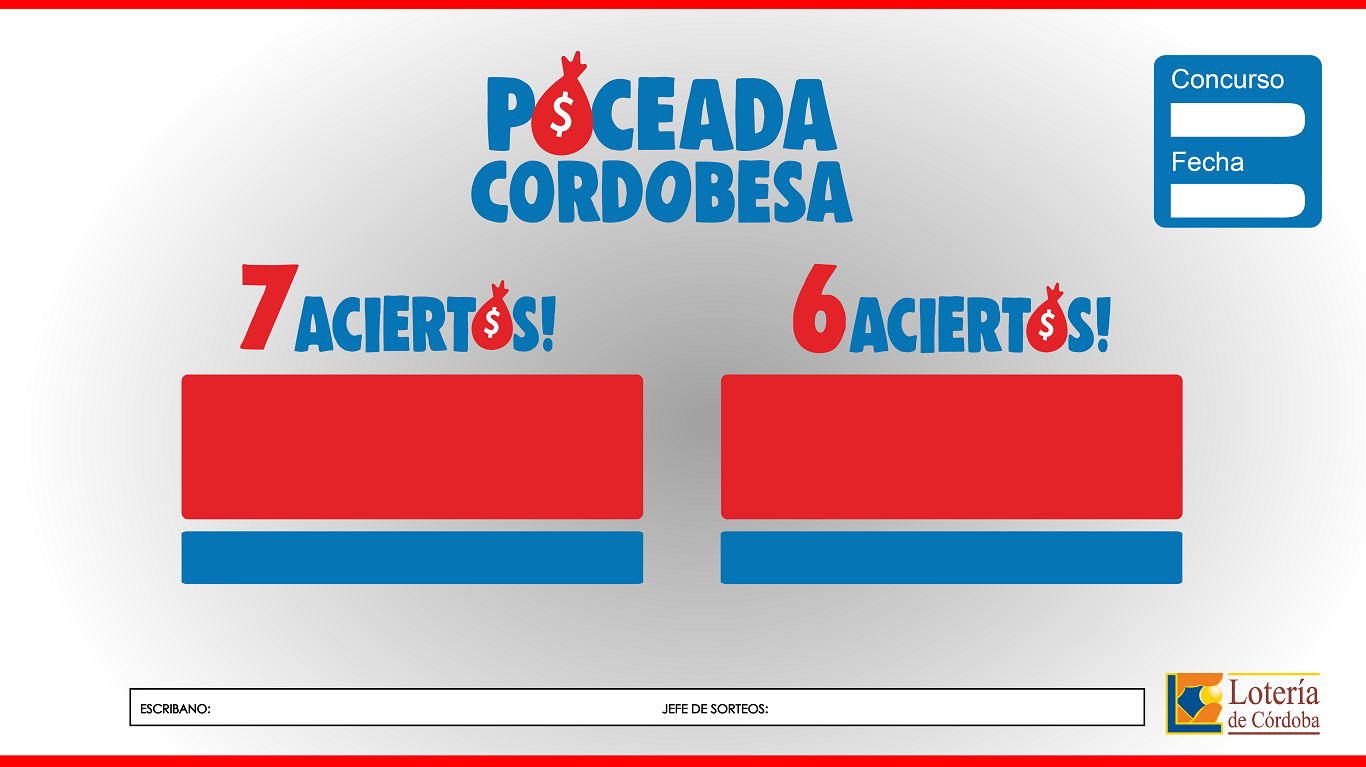 POCEADA
CORDOBESA
Concurso
Fecha
7 ACIERTOS!
6 ACIERTOS!
ESCRIBANO:
JEFE DE SORTEOS:
Lotería
de Córdoba